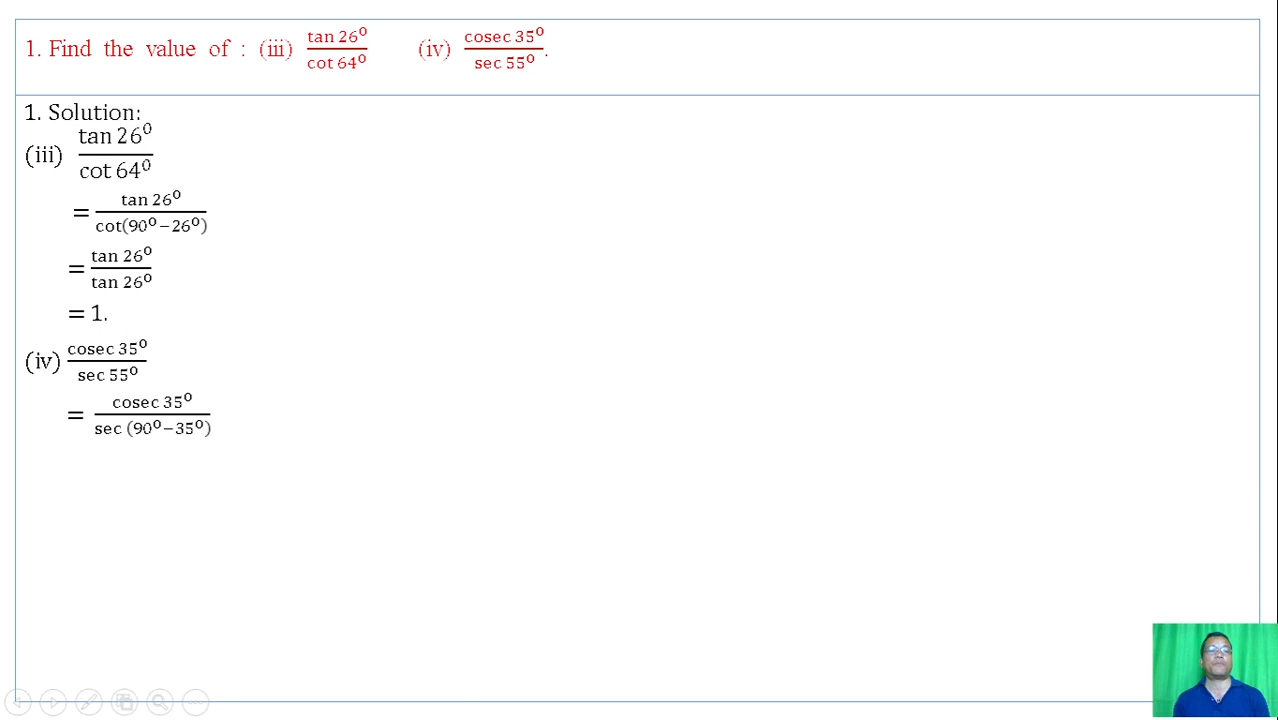 1. Find the value of : (iii) tan 26⁰/cot 64⁰ (iv) cosec 35⁰/sec 55⁰.
1. Solution:
(iii) tan 26⁰/cot 64⁰
= tan 26⁰/cot(90⁰−26⁰)
= tan 26⁰/tan 26⁰
= 1.
(iv) cosec 35⁰/sec 55⁰
= cosec 35⁰/sec (90⁰−35⁰)